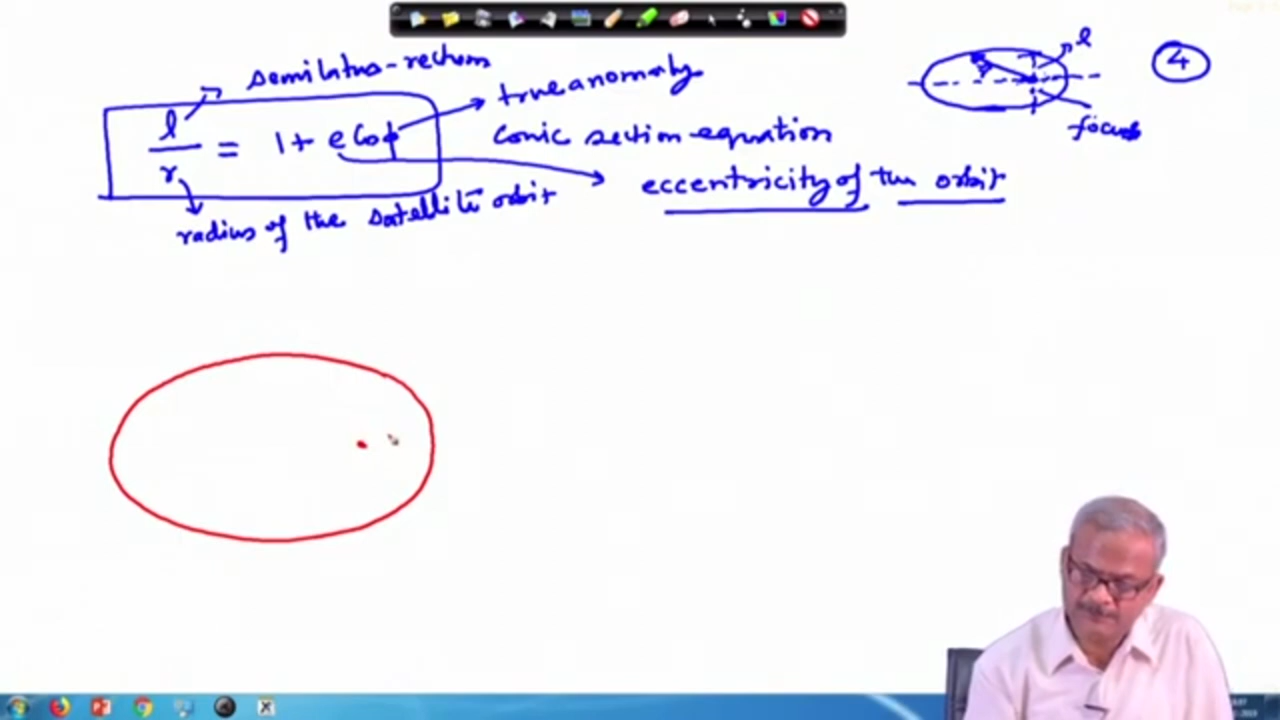 semilatus-rectum
l/r = 1 + e Cosϕ
true anomaly
Conic section equation
eccentricity of the orbit
radius of the satellite orbit
l
focus
4